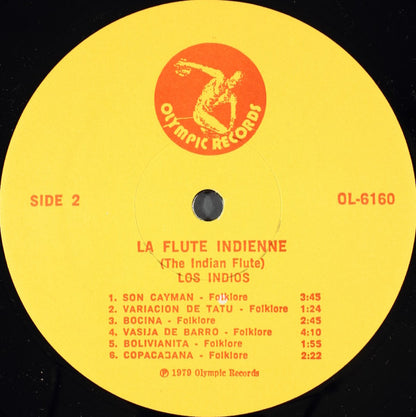 OLYMPIC RECORDS
SIDE 2
OL-6160
LA FLUTE INDIENNE
(The Indian Flute)
LOS INDIOS
1. SON CAYMAN - Folklore 3:45
2. VARIACION DE TATU - Folklore 1:24
3. BOCINA - Folklore 2:45
4. VASIJA DE BARRO - Folklore 4:10
5. BOLIVIANITA - Folklore 1:55
6. COPACAJANA - Folklore 2:22
℗ 1979 Olympic Records